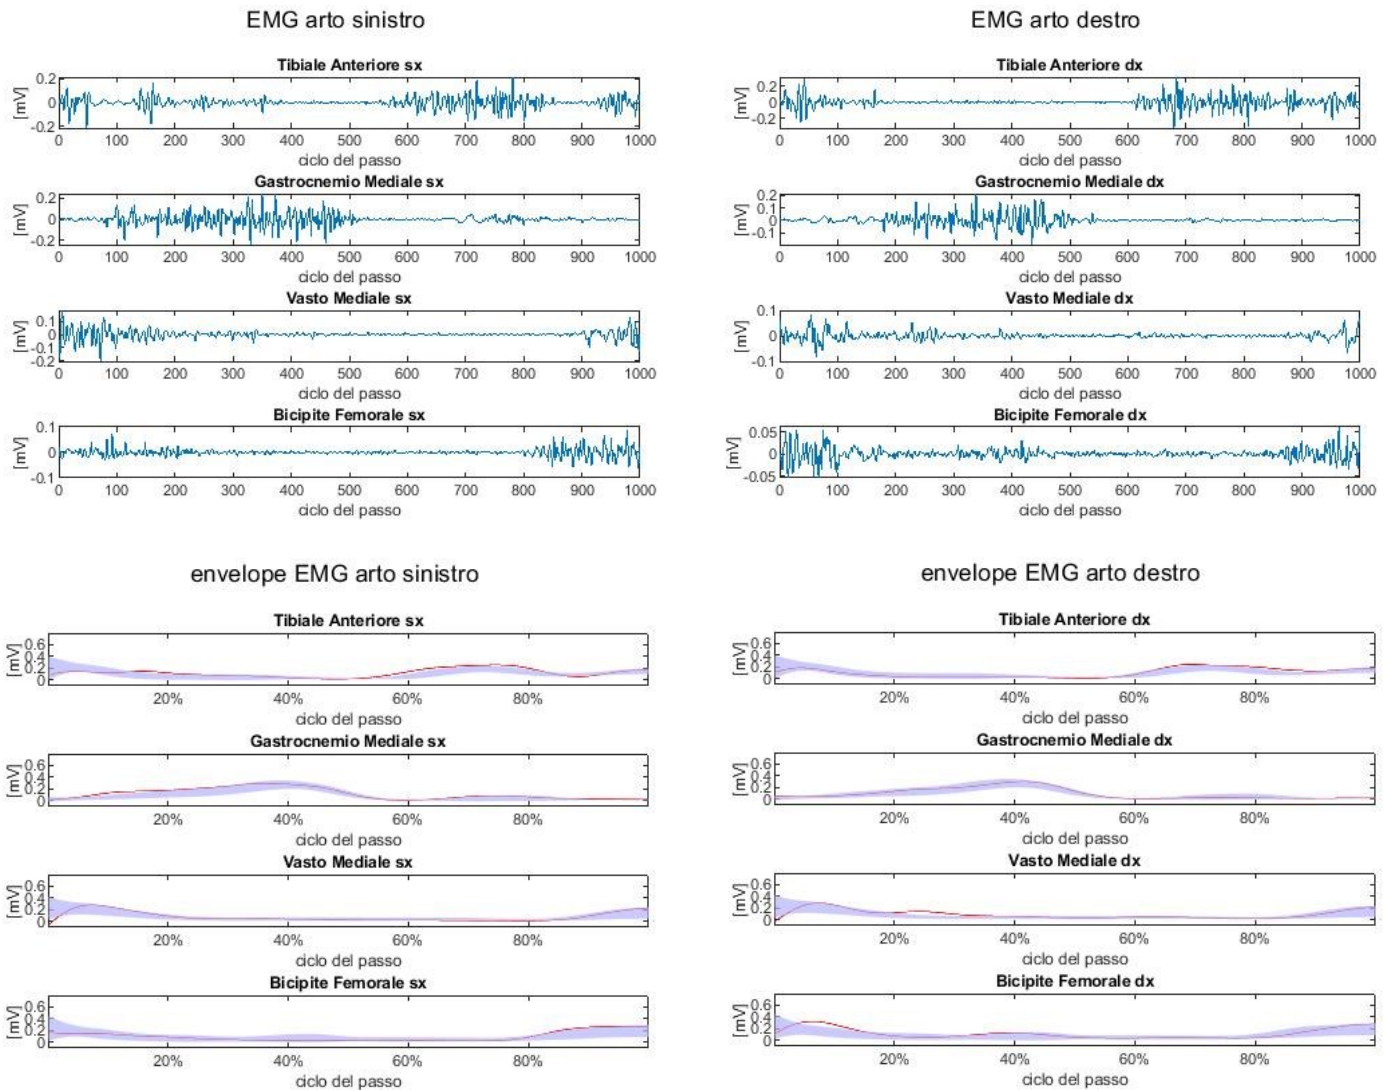 EMG arto sinistro
Tibiale Anteriore sx
[mV]
0.2
0
-0.2
0 100 200 300 400 500 600 700 800 900 1000
ciclo del passo
Gastrocnemio Mediale sx
[mV]
0.2
0
-0.2
0 100 200 300 400 500 600 700 800 900 1000
ciclo del passo
Vasto Mediale sx
[mV]
0.1
0
-0.1
-0.2
0 100 200 300 400 500 600 700 800 900 1000
ciclo del passo
Bicipite Femorale sx
[mV]
0.1
0
-0.1
0 100 200 300 400 500 600 700 800 900 1000
ciclo del passo
EMG arto destro
Tibiale Anteriore dx
[mV]
0.2
0
-0.2
0 100 200 300 400 500 600 700 800 900 1000
ciclo del passo
Gastrocnemio Mediale dx
[mV]
0.2
0.1
0
-0.1
0 100 200 300 400 500 600 700 800 900 1000
ciclo del passo
Vasto Mediale dx
[mV]
0.1
0
-0.1
0 100 200 300 400 500 600 700 800 900 1000
ciclo del passo
Bicipite Femorale dx
[mV]
0.05
0
-0.05
0 100 200 300 400 500 600 700 800 900 1000
ciclo del passo
envelope EMG arto sinistro
Tibiale Anteriore sx
[mV]
0.6
0.4
0.2
0
20% 40% 60% 80%
ciclo del passo
Gastrocnemio Mediale sx
[mV]
0.6
0.4
0.2
0
20% 40% 60% 80%
ciclo del passo
Vasto Mediale sx
[mV]
0.6
0.4
0.2
0
20% 40% 60% 80%
ciclo del passo
Bicipite Femorale sx
[mV]
0.6
0.4
0.2
0
20% 40% 60% 80%
ciclo del passo
envelope EMG arto destro
Tibiale Anteriore dx
[mV]
0.6
0.4
0.2
0
20% 40% 60% 80%
ciclo del passo
Gastrocnemio Mediale dx
[mV]
0.6
0.4
0.2
0
20% 40% 60% 80%
ciclo del passo
Vasto Mediale dx
[mV]
0.6
0.4
0.2
0
20% 40% 60% 80%
ciclo del passo
Bicipite Femorale dx
[mV]
0.6
0.4
0.2
0
20% 40% 60% 80%
ciclo del passo